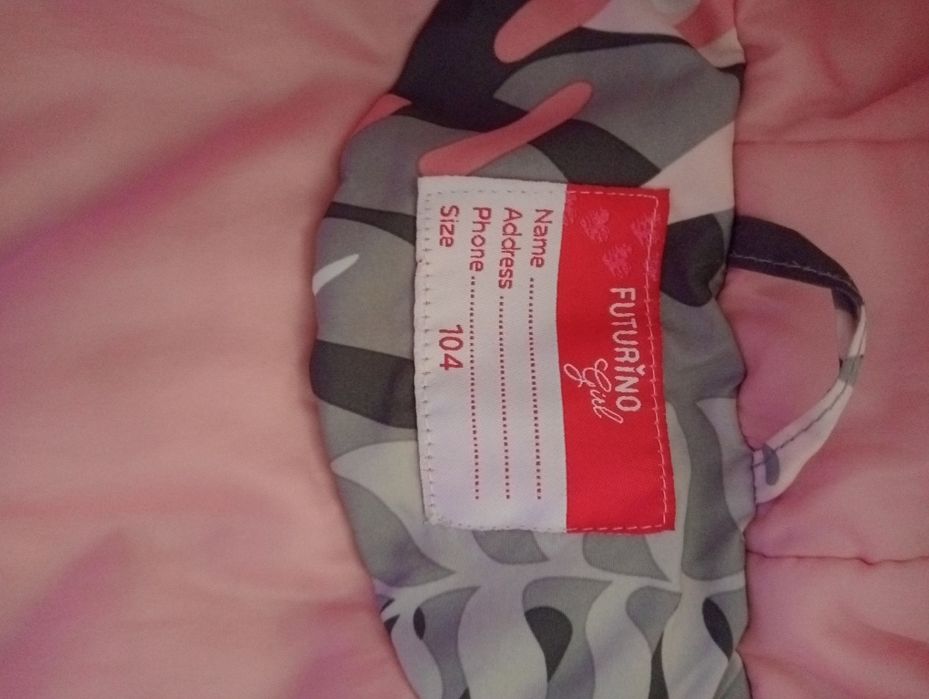 FUTURINO
Girl
Name ..............................
Address ..............................
Phone ..............................
Size 104